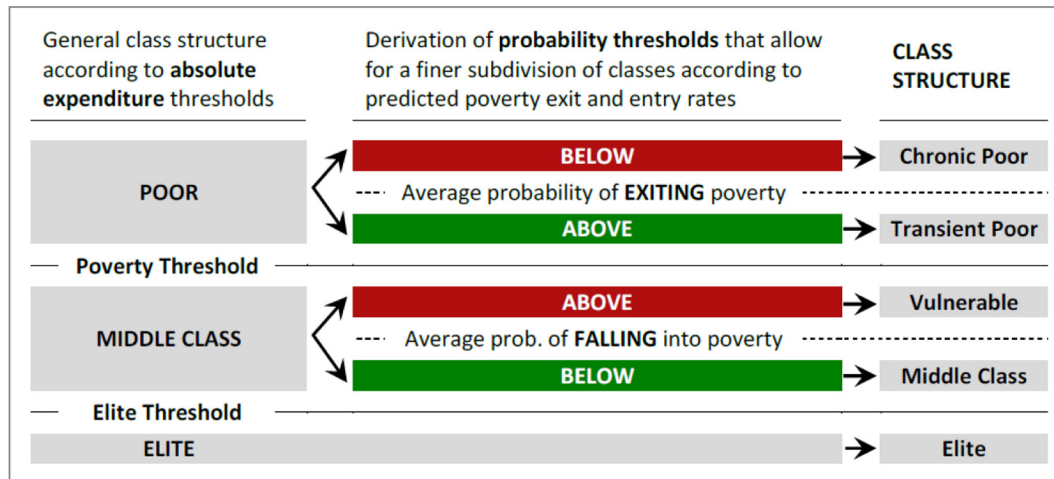 General class structure
according to absolute
expenditure thresholds
Derivation of probability thresholds that allow
for a finer subdivision of classes according to
predicted poverty exit and entry rates
CLASS
STRUCTURE
POOR
BELOW
Chronic Poor
Average probability of EXITING poverty
ABOVE
Transient Poor
Poverty Threshold
MIDDLE CLASS
ABOVE
Vulnerable
Average prob. of FALLING into poverty
BELOW
Middle Class
Elite Threshold
ELITE
Elite